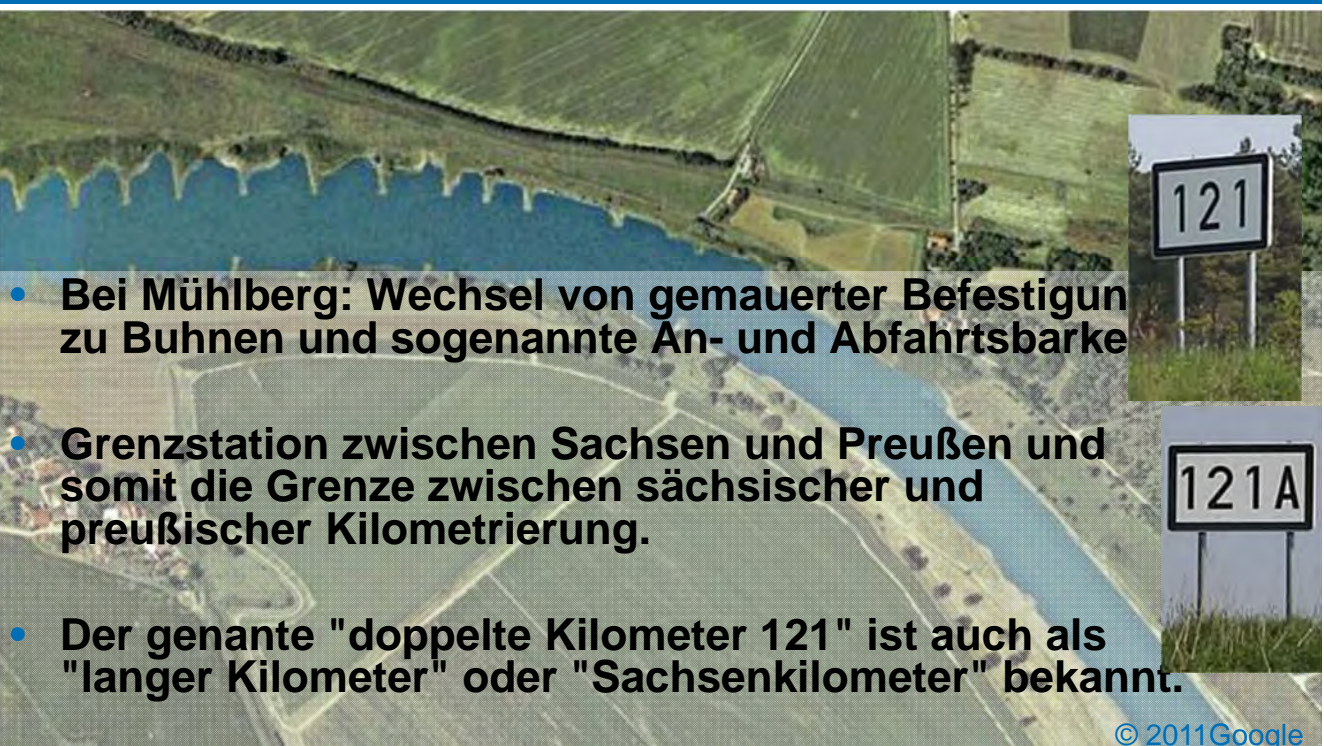 121
• Bei Mühlberg: Wechsel von gemauerter Befestigun
zu Buhnen und sogenannte An- und Abfahrtsbarke
• Grenzstation zwischen Sachsen und Preußen und
somit die Grenze zwischen sächsischer und
preußischer Kilometrierung.
121A
• Der genante "doppelte Kilometer 121" ist auch als
"langer Kilometer" oder "Sachsenkilometer" bekannt.
© 2011Google